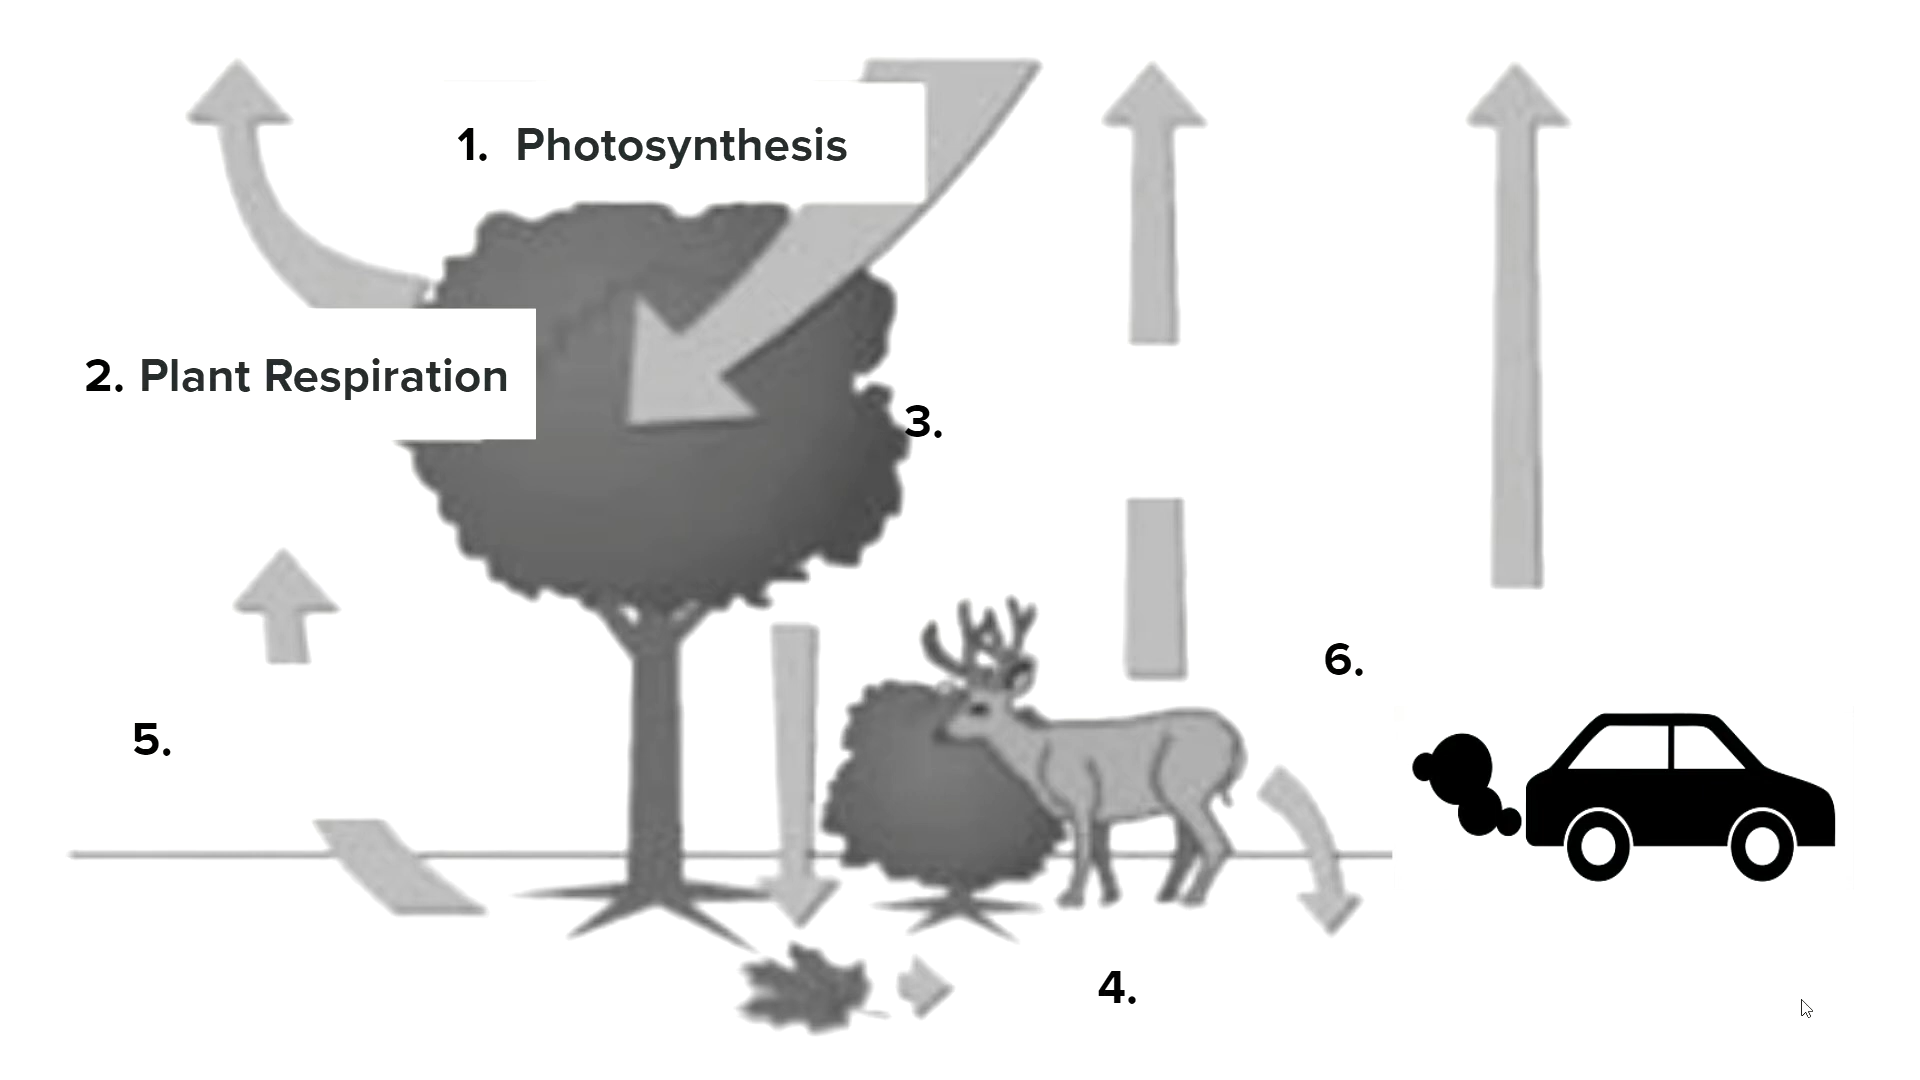 1. Photosynthesis
2. Plant Respiration
3.
6.
5.
4.